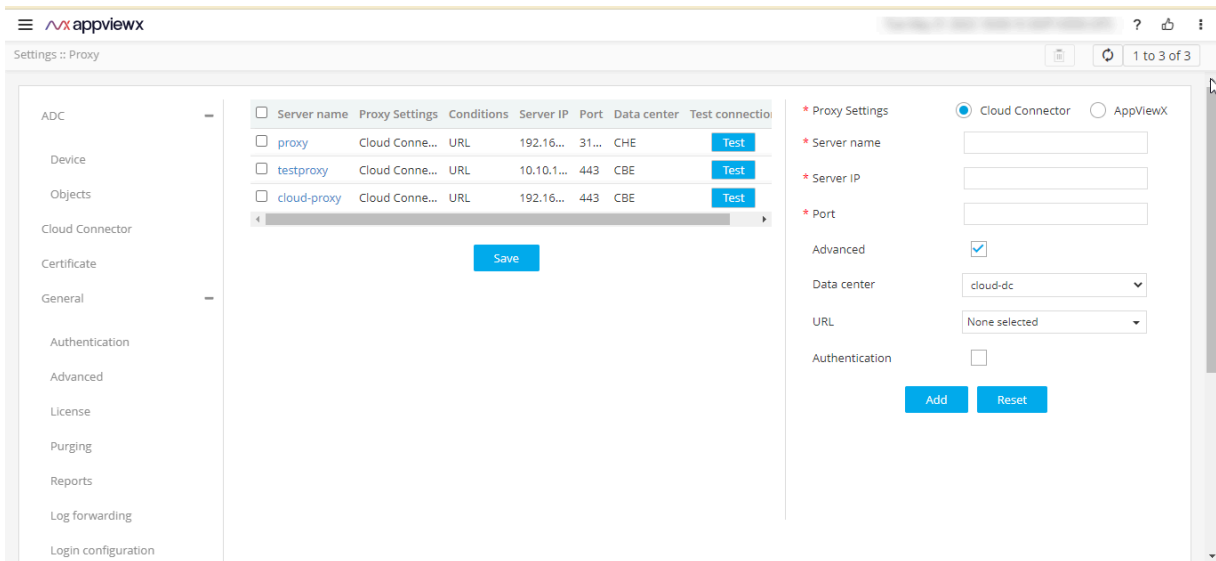 appviewx
?
Settings :: Proxy
1 to 3 of 3
ADC
Device
Objects
Cloud Connector
Certificate
General
Authentication
Advanced
License
Purging
Reports
Log forwarding
Login configuration
Server name Proxy Settings Conditions Server IP Port Data center Test connection
proxy Cloud Conne... URL 192.16... 31... CHE Test
testproxy Cloud Conne... URL 10.10.1... 443 CBE Test
cloud-proxy Cloud Conne... URL 192.16... 443 CBE Test
Save
* Proxy Settings Cloud Connector AppViewX
* Server name
* Server IP
* Port
Advanced
Data center cloud-dc
URL None selected
Authentication
Add Reset